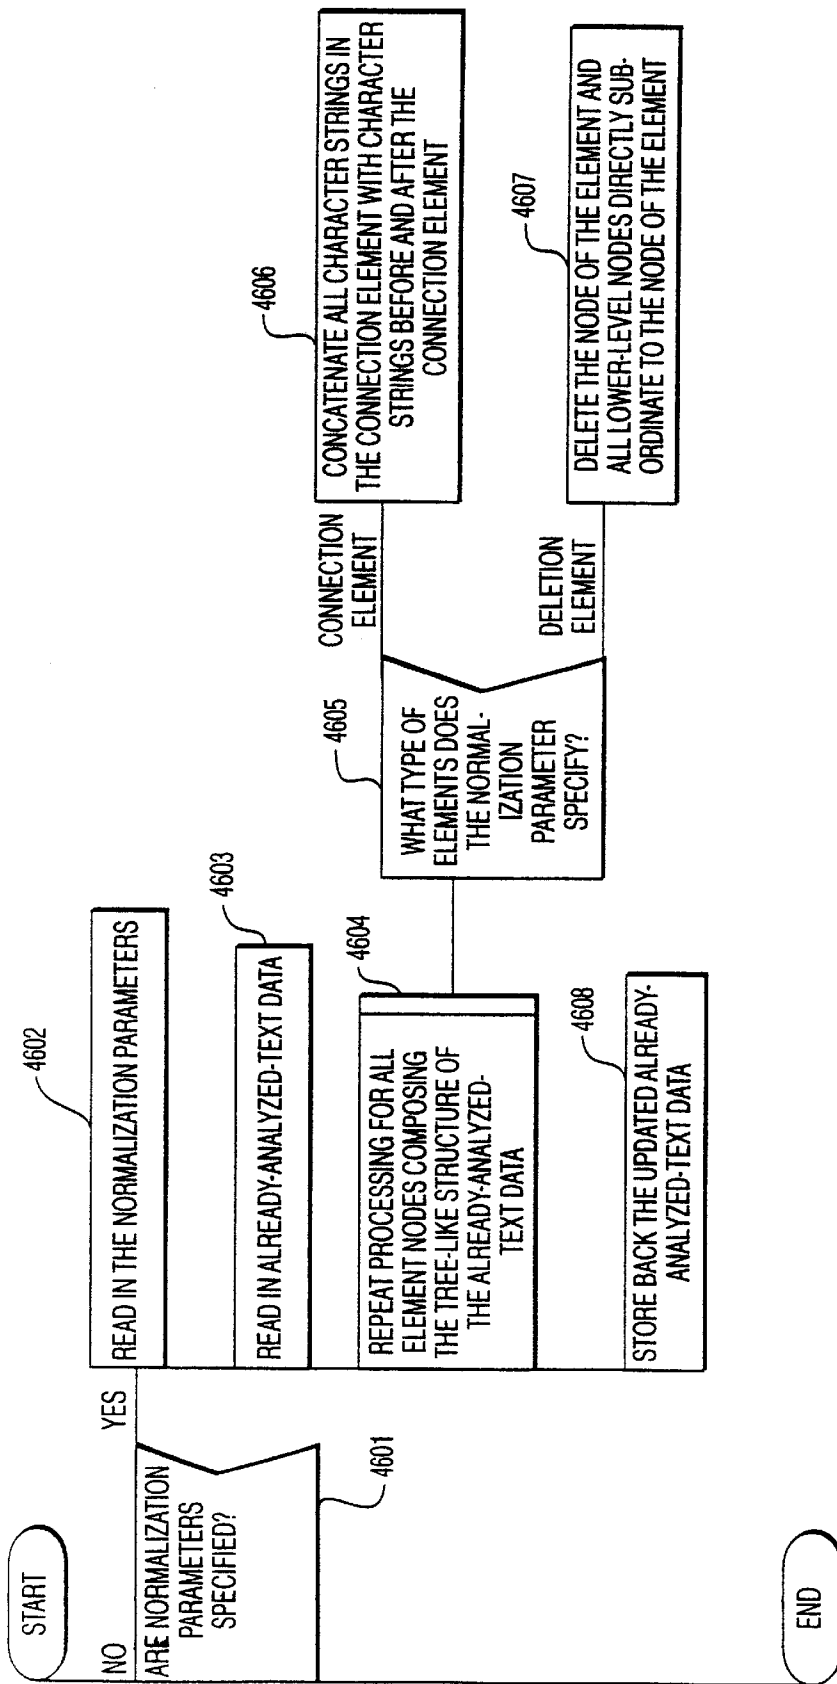 START
NO
YES
ARE NORMALIZATION
PARAMETERS
SPECIFIED?
4601
4602
READ IN THE NORMALIZATION PARAMETERS
4603
READ IN ALREADY-ANALYZED-TEXT DATA
4604
REPEAT PROCESSING FOR ALL
ELEMENT NODES COMPOSING
THE TREE-LIKE STRUCTURE OF
THE ALREADY-ANALYZED-
TEXT DATA
4605
WHAT TYPE OF
ELEMENTS DOES
THE NORMAL-
IZATION
PARAMETER
SPECIFY?
CONNECTION
ELEMENT
4606
CONCATENATE ALL CHARACTER STRINGS IN
THE CONNECTION ELEMENT WITH CHARACTER
STRINGS BEFORE AND AFTER THE
CONNECTION ELEMENT
DELETION
ELEMENT
4607
DELETE THE NODE OF THE ELEMENT AND
ALL LOWER-LEVEL NODES DIRECTLY SUB-
ORDINATE TO THE NODE OF THE ELEMENT
4608
STORE BACK THE UPDATED ALREADY-
ANALYZED-TEXT DATA
END